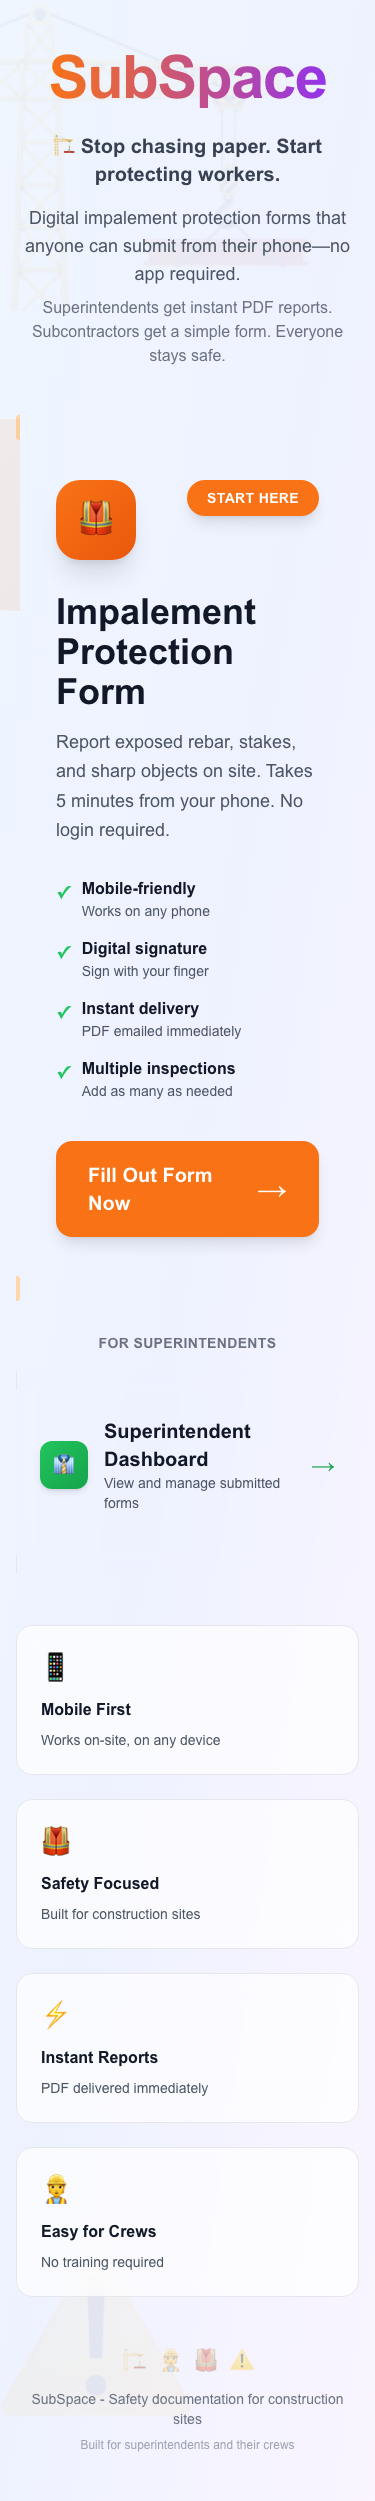 SubSpace
Stop chasing paper. Start
protecting workers.
Digital impalement protection forms that
anyone can submit from their phone—no
app required.
Superintendents get instant PDF reports.
Subcontractors get a simple form. Everyone
stays safe.
START HERE
Impalement
Protection
Form
Report exposed rebar, stakes,
and sharp objects on site. Takes
5 minutes from your phone. No
login required.
✓ Mobile-friendly
Works on any phone
✓ Digital signature
Sign with your finger
✓ Instant delivery
PDF emailed immediately
✓ Multiple inspections
Add as many as needed
Fill Out Form
Now →
FOR SUPERINTENDENTS
Superintendent
Dashboard
View and manage submitted
forms →
Mobile First
Works on-site, on any device
Safety Focused
Built for construction sites
Instant Reports
PDF delivered immediately
Easy for Crews
No training required
SubSpace - Safety documentation for construction
sites
Built for superintendents and their crews